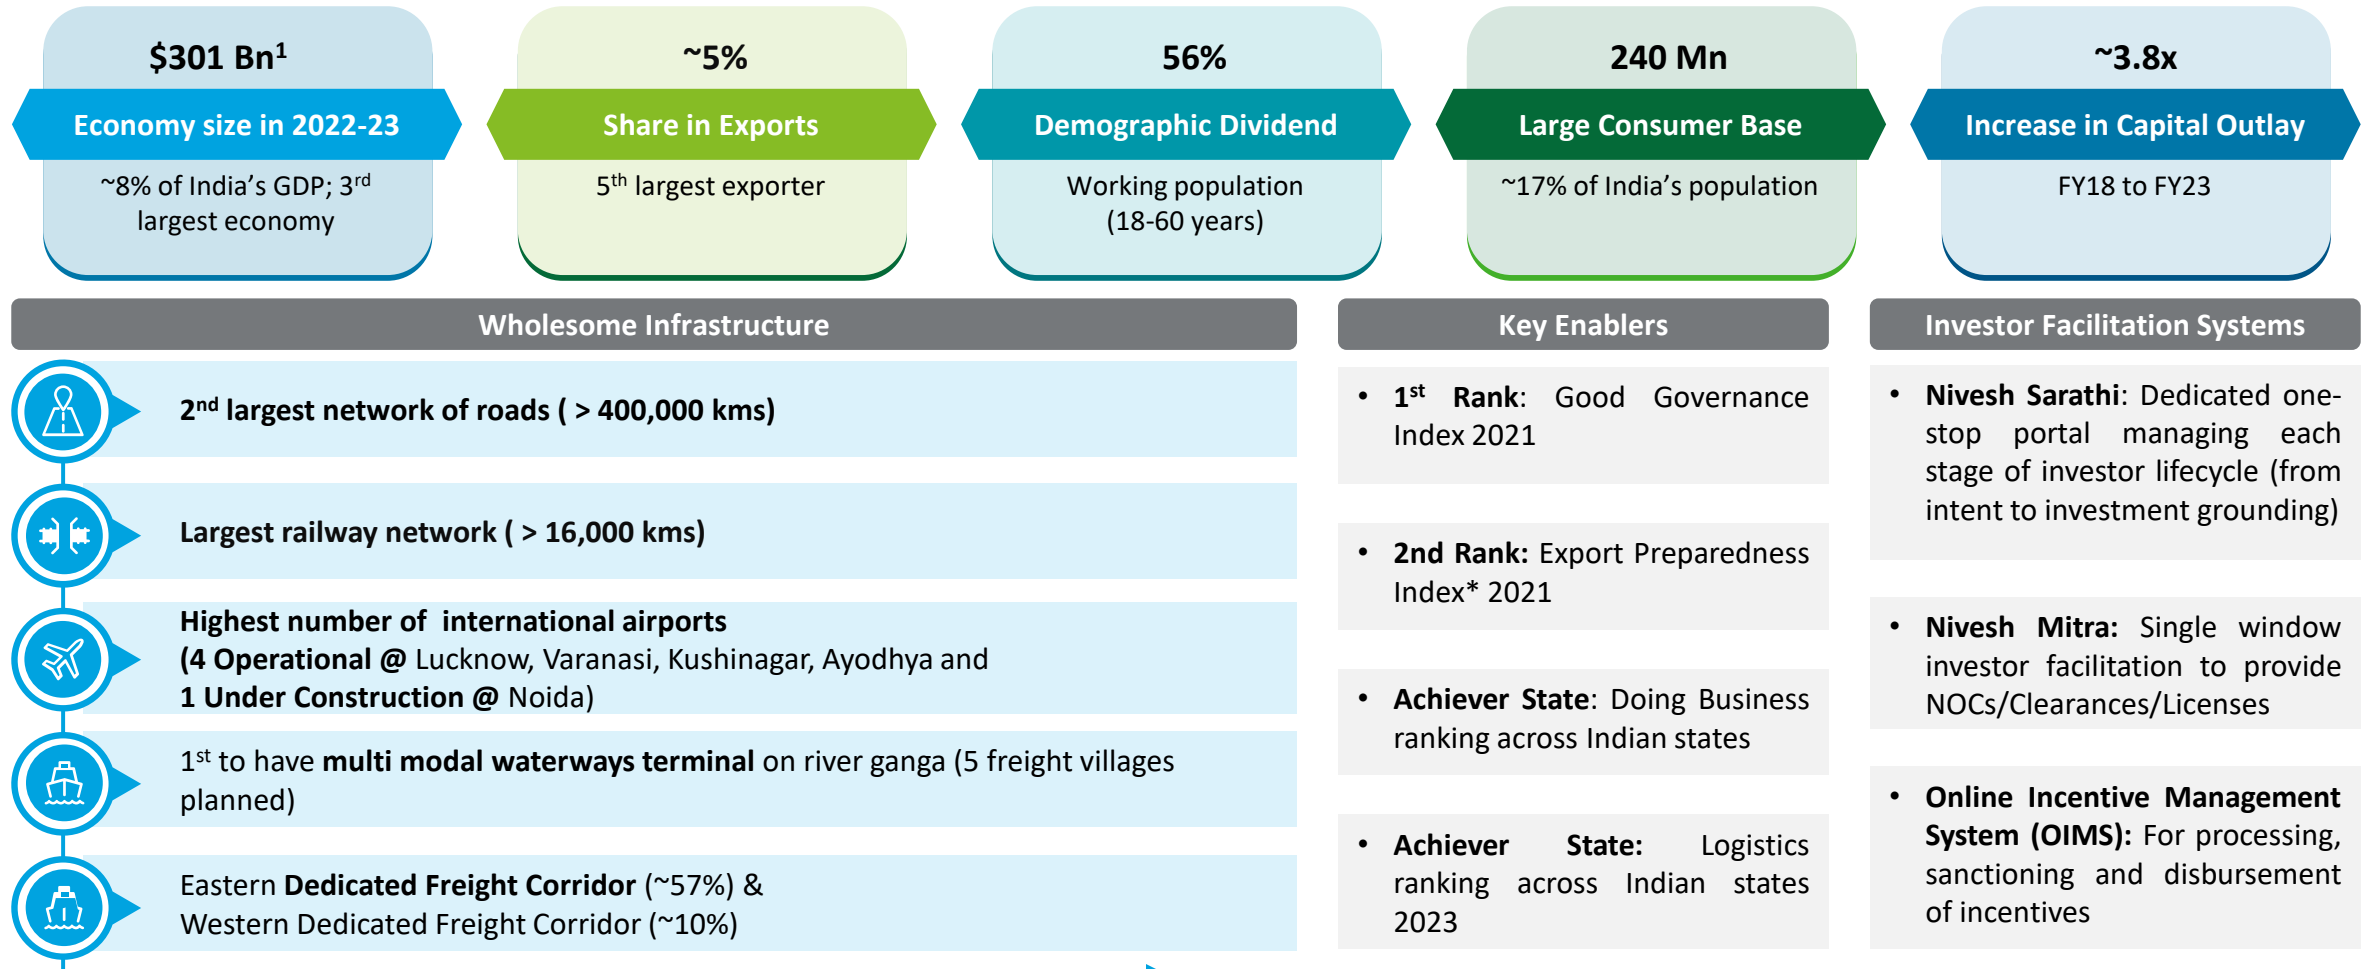 $301 Bn¹
Economy size in 2022-23
~8% of India's GDP; 3rd
largest economy
~5%
Share in Exports
5th largest exporter
56%
Demographic Dividend
Working population
(18-60 years)
240 Mn
Large Consumer Base
~17% of India's population
~3.8x
Increase in Capital Outlay
FY18 to FY23
Wholesome Infrastructure
2nd largest network of roads ( > 400,000 kms)
Largest railway network ( > 16,000 kms)
Highest number of international airports
(4 Operational @ Lucknow, Varanasi, Kushinagar, Ayodhya and
1 Under Construction @ Noida)
1st to have multi modal waterways terminal on river ganga (5 freight villages
planned)
Eastern Dedicated Freight Corridor (~57%) &
Western Dedicated Freight Corridor (~10%)
Key Enablers
• 1st Rank: Good Governance
Index 2021
• 2nd Rank: Export Preparedness
Index* 2021
• Achiever State: Doing Business
ranking across Indian states
• Achiever State: Logistics
ranking across Indian states
2023
Investor Facilitation Systems
• Nivesh Sarathi: Dedicated one-
stop portal managing each
stage of investor lifecycle (from
intent to investment grounding)
• Nivesh Mitra: Single window
investor facilitation to provide
NOCs/Clearances/Licenses
• Online Incentive Management
System (OIMS): For processing,
sanctioning and disbursement
of incentives